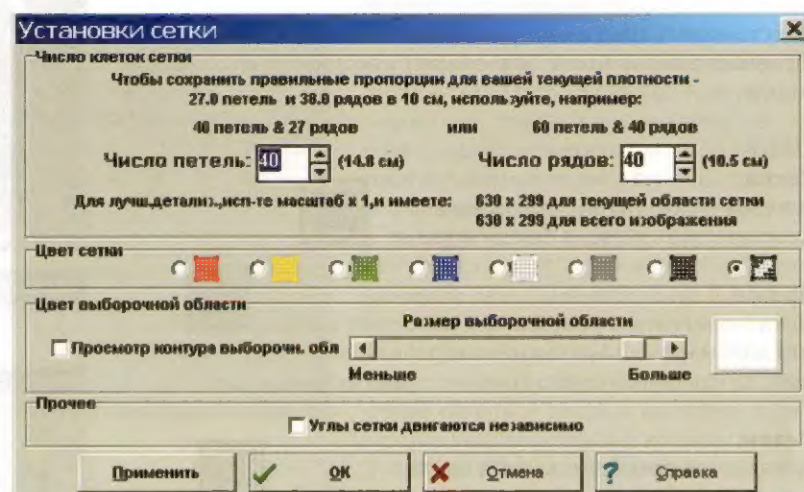 Установки сетки
Число клеток сетки
Чтобы сохранить правильные пропорции для вашей текущей плотности -
27.0 петель и 38.0 рядов в 10 см, используйте, например:
40 петель & 27 рядов или 60 петель & 40 рядов
Число петель: 40 (14.8 см) Число рядов: 40 (10.5 см)
Для лучш.детализ.,исп-те масштаб х 1,и имеете: 630 x 299 для текущей области сетки
630 x 299 для всего изображения
Цвет сетки
Цвет выборочной области
Размер выборочной области
Просмотр контура выборочн. обл
Меньше Больше
Прочее
Углы сетки двигаются независимо
Применить OK Отмена ? Справка